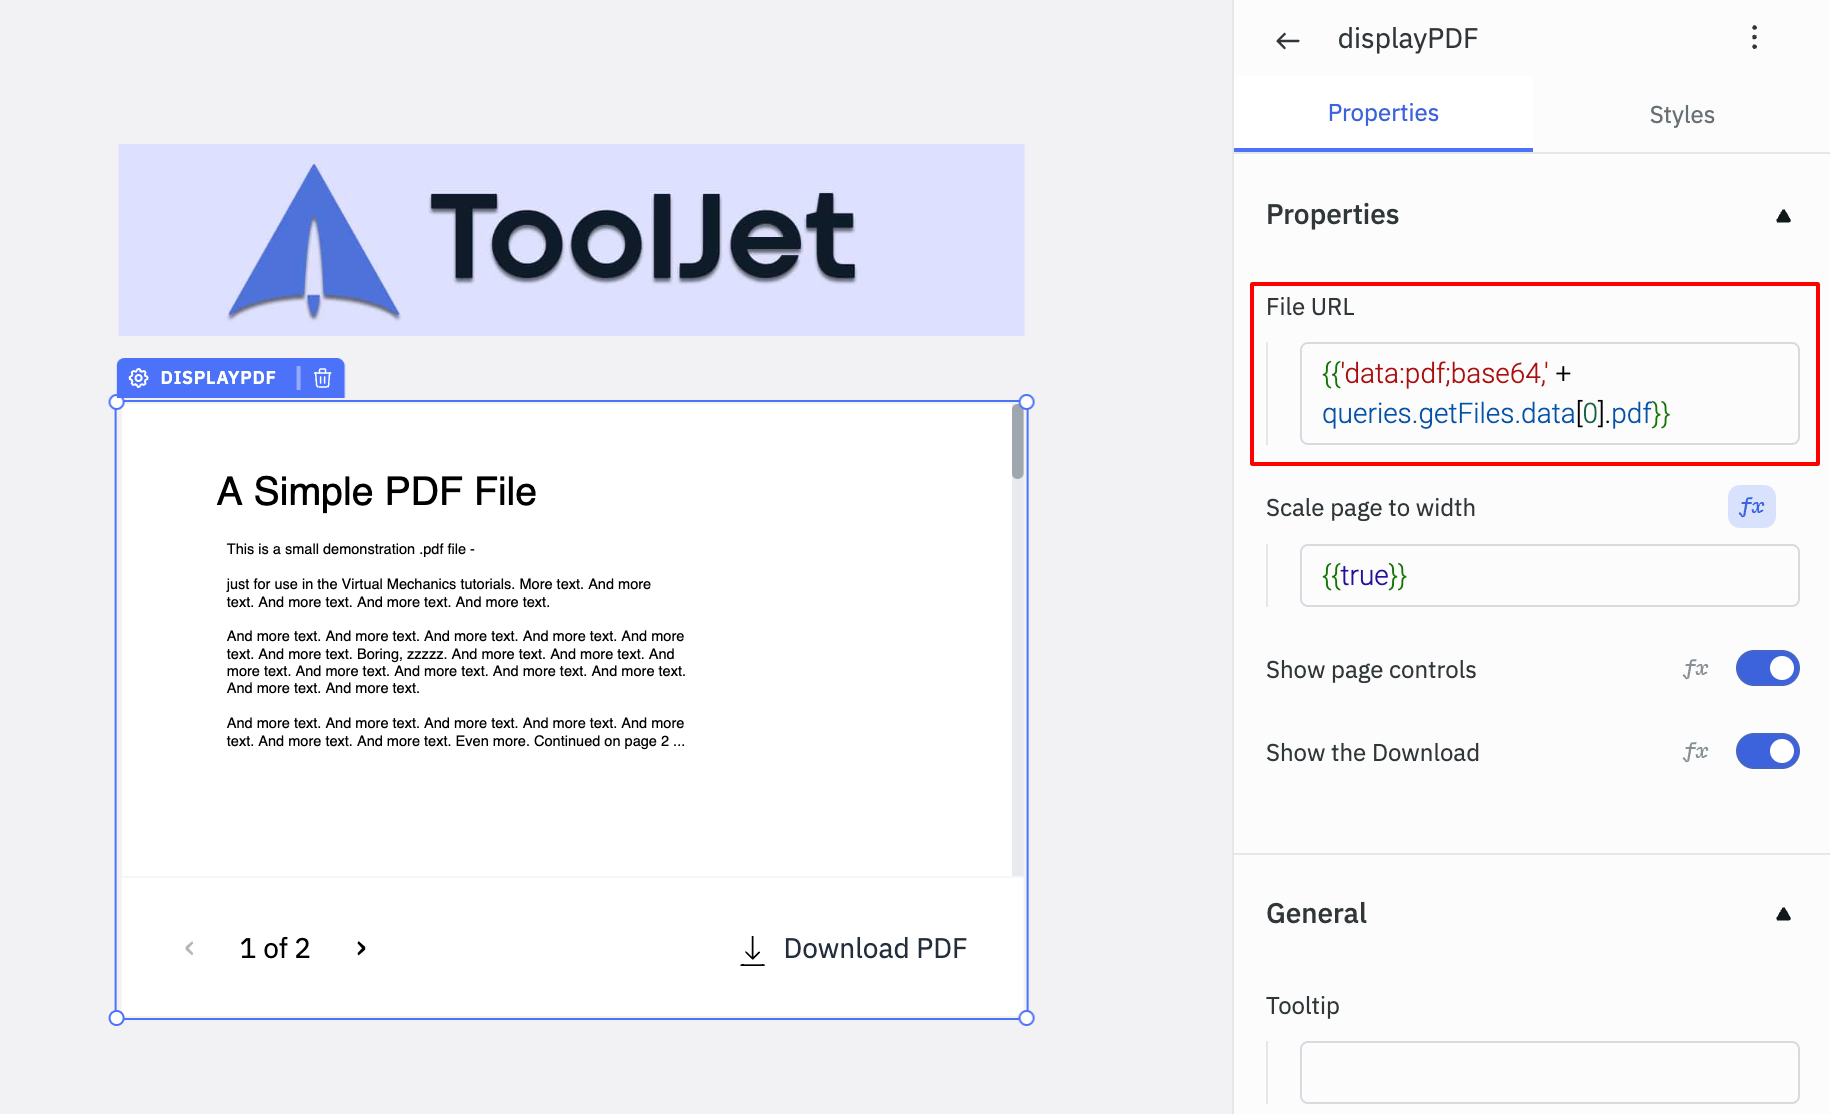 ToolJet
DISPLAYPDF
A Simple PDF File
This is a small demonstration .pdf file -
just for use in the Virtual Mechanics tutorials. More text. And more
text. And more text. And more text. And more text.
And more text. And more text. And more text. And more text. And more
text. And more text. Boring, zzzzz. And more text. And more text. And
more text. And more text. And more text. And more text. And more text.
And more text. And more text.
And more text. And more text. And more text. And more text. And more
text. And more text. And more text. Even more. Continued on page 2 ...
1 of 2
Download PDF
displayPDF
Properties
Styles
Properties
File URL
{{'data:pdf;base64,' +
queries.getFiles.data[0].pdf}}
Scale page to width
fx
{{true}}
Show page controls
fx
Show the Download
fx
General
Tooltip